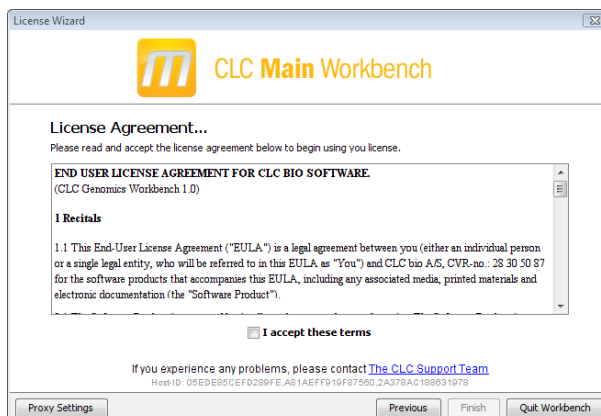 License Wizard
CLC Main Workbench
License Agreement...
Please read and accept the license agreement below to begin using you license.
END USER LICENSE AGREEMENT FOR CLC BIO SOFTWARE.
(CLC Genomics Workbench 1.0)
1 Recitals
1.1 This End-User License Agreement ("EULA") is a legal agreement between you (either an individual person
or a single legal entity, who will be referred to in this EULA as "You") and CLC bio A/S, CVR-no.: 28 30 50 87
for the software products that accompanies this EULA, including any associated media, printed materials and
electronic documentation (the "Software Product").
I accept these terms
If you experience any problems, please contact The CLC Support Team
Host-ID: 05EDE85CEFD289FE,A81AEFF919F87560,2A378AC188631978
Proxy Settings
Previous
Finish
Quit Workbench